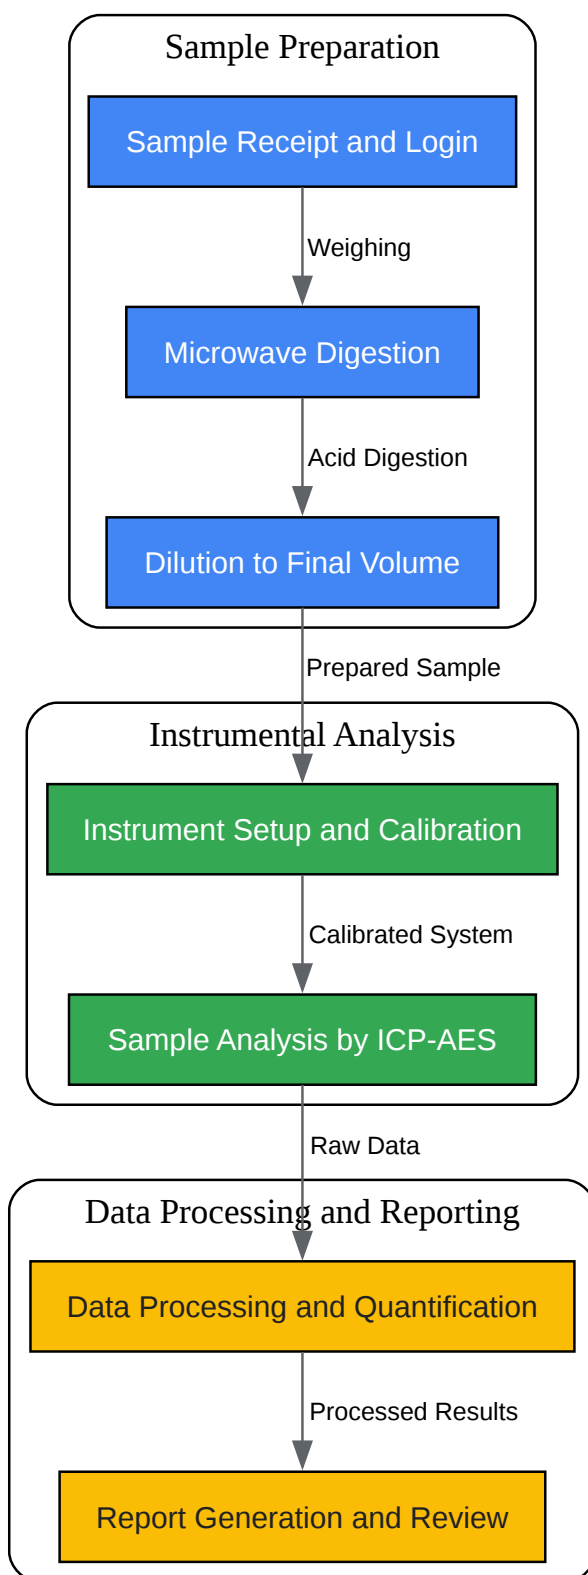 Sample Preparation
Sample Receipt and Login
Weighing
Microwave Digestion
Acid Digestion
Dilution to Final Volume
Prepared Sample
Instrumental Analysis
Instrument Setup and Calibration
Calibrated System
Sample Analysis by ICP-AES
Raw Data
Data Processing and Reporting
Data Processing and Quantification
Processed Results
Report Generation and Review